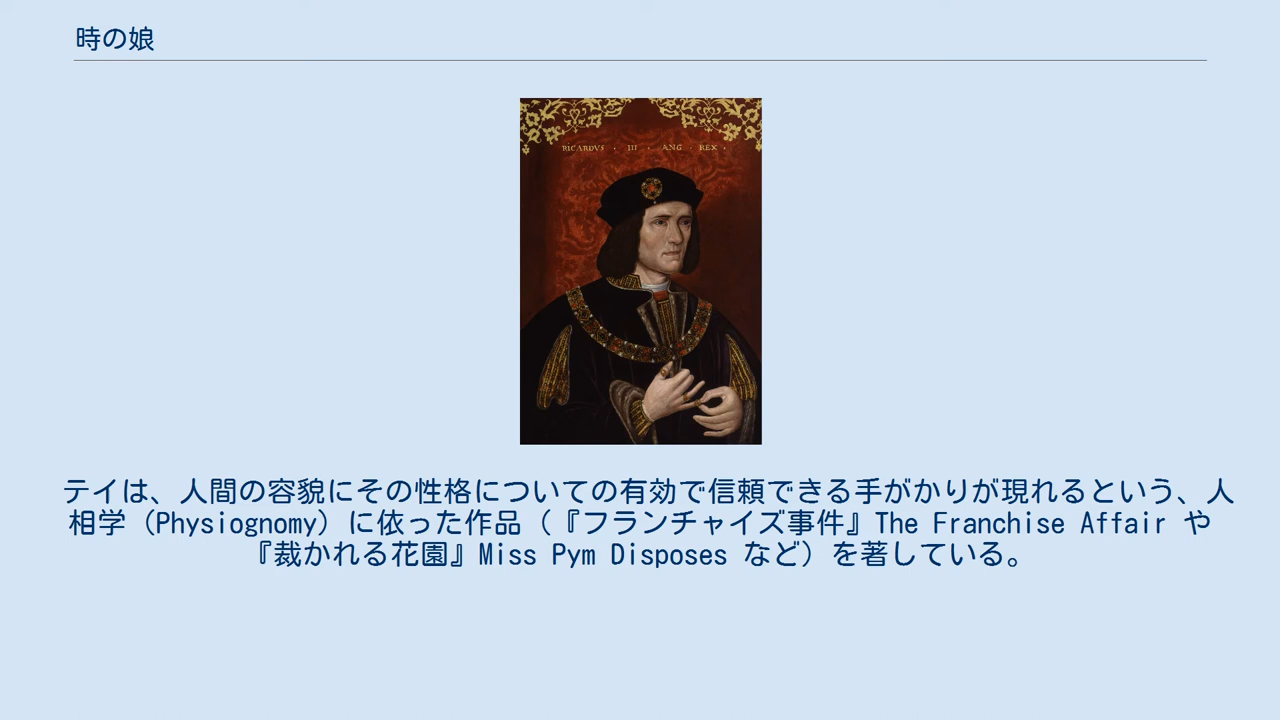 時の娘
RICARDVS · III · ANG · REX ·
テイは、人間の容貌にその性格についての有効で信頼できる手がかりが現れるという、人
相学（Physiognomy）に依った作品（『フランチャイズ事件』The Franchise Affair や
『裁かれる花園』Miss Pym Disposes など）を著している。